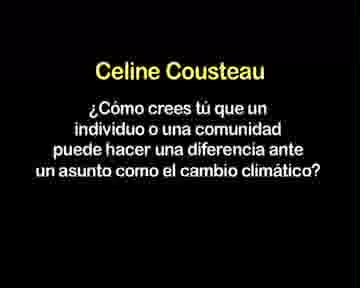 Celine Cousteau
¿Cómo crees tú que un
individuo o una comunidad
puede hacer una diferencia ante
un asunto como el cambio climático?